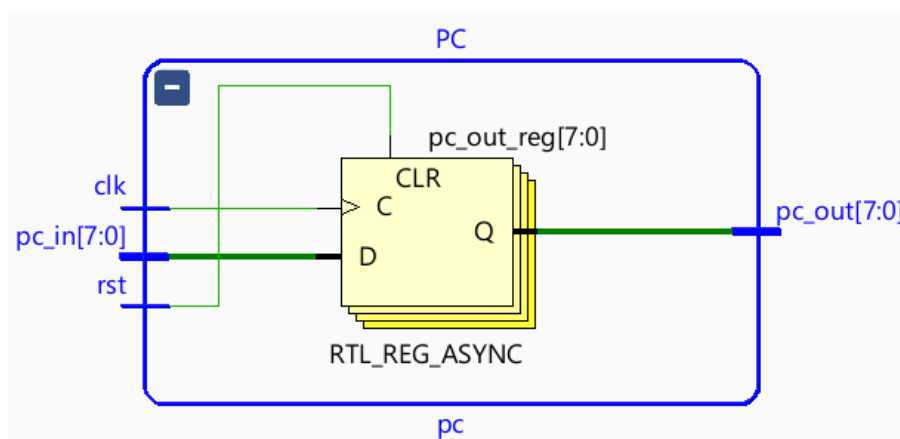 PC
pc_out_reg[7:0]
CLR
clk
C
pc_out[7:0]
pc_in[7:0]
Q
D
rst
RTL_REG_ASYNC
pc